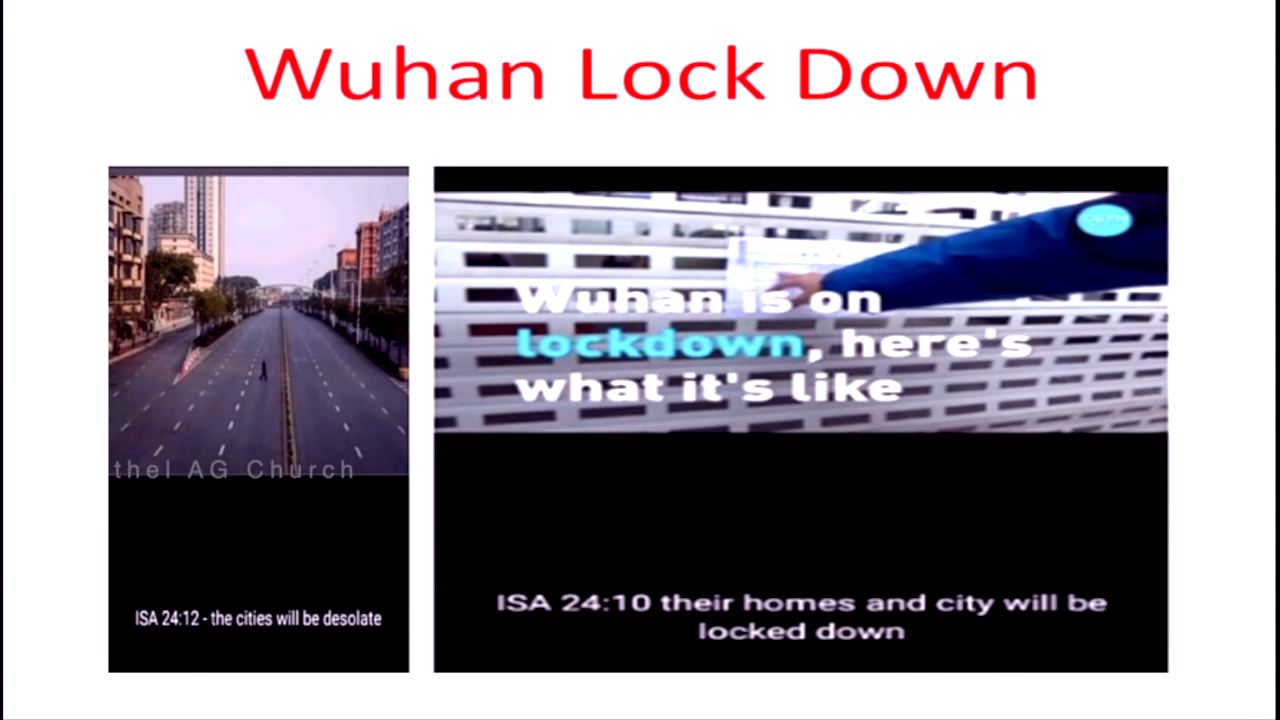 Wuhan Lock Down
thel AG Church
ISA 24:12 - the cities will be desolate
Wuhan is on
lockdown, here's
what it's like
ISA 24:10 their homes and city will be
locked down